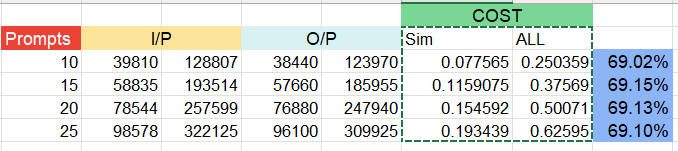 COST
Prompts I/P O/P Sim ALL
10 39810 128807 38440 123970 0.077565 0.250359 69.02%
15 58835 193514 57660 185955 0.1159075 0.37569 69.15%
20 78544 257599 76880 247940 0.154592 0.50071 69.13%
25 98578 322125 96100 309925 0.193439 0.62595 69.10%